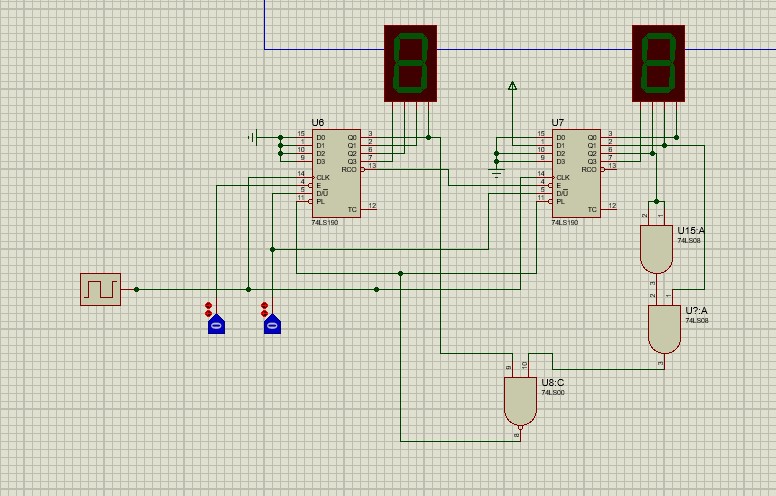 U6
15 D0 Q0 3
1 D1 Q1 2
10 D2 Q2 6
9 D3 Q3 7
RCO 13
14 CLK
4 E
5 D/U
11 PL
TC 12
74LS190
U7
15 D0 Q0 3
1 D1 Q1 2
10 D2 Q2 6
9 D3 Q3 7
RCO 13
14 CLK
4 E
5 D/U
11 PL
TC 12
74LS190
2 1
U15:A
74LS08
3
2 1
U?:A
74LS08
3
0
0
9 10
U8:C
74LS00
8